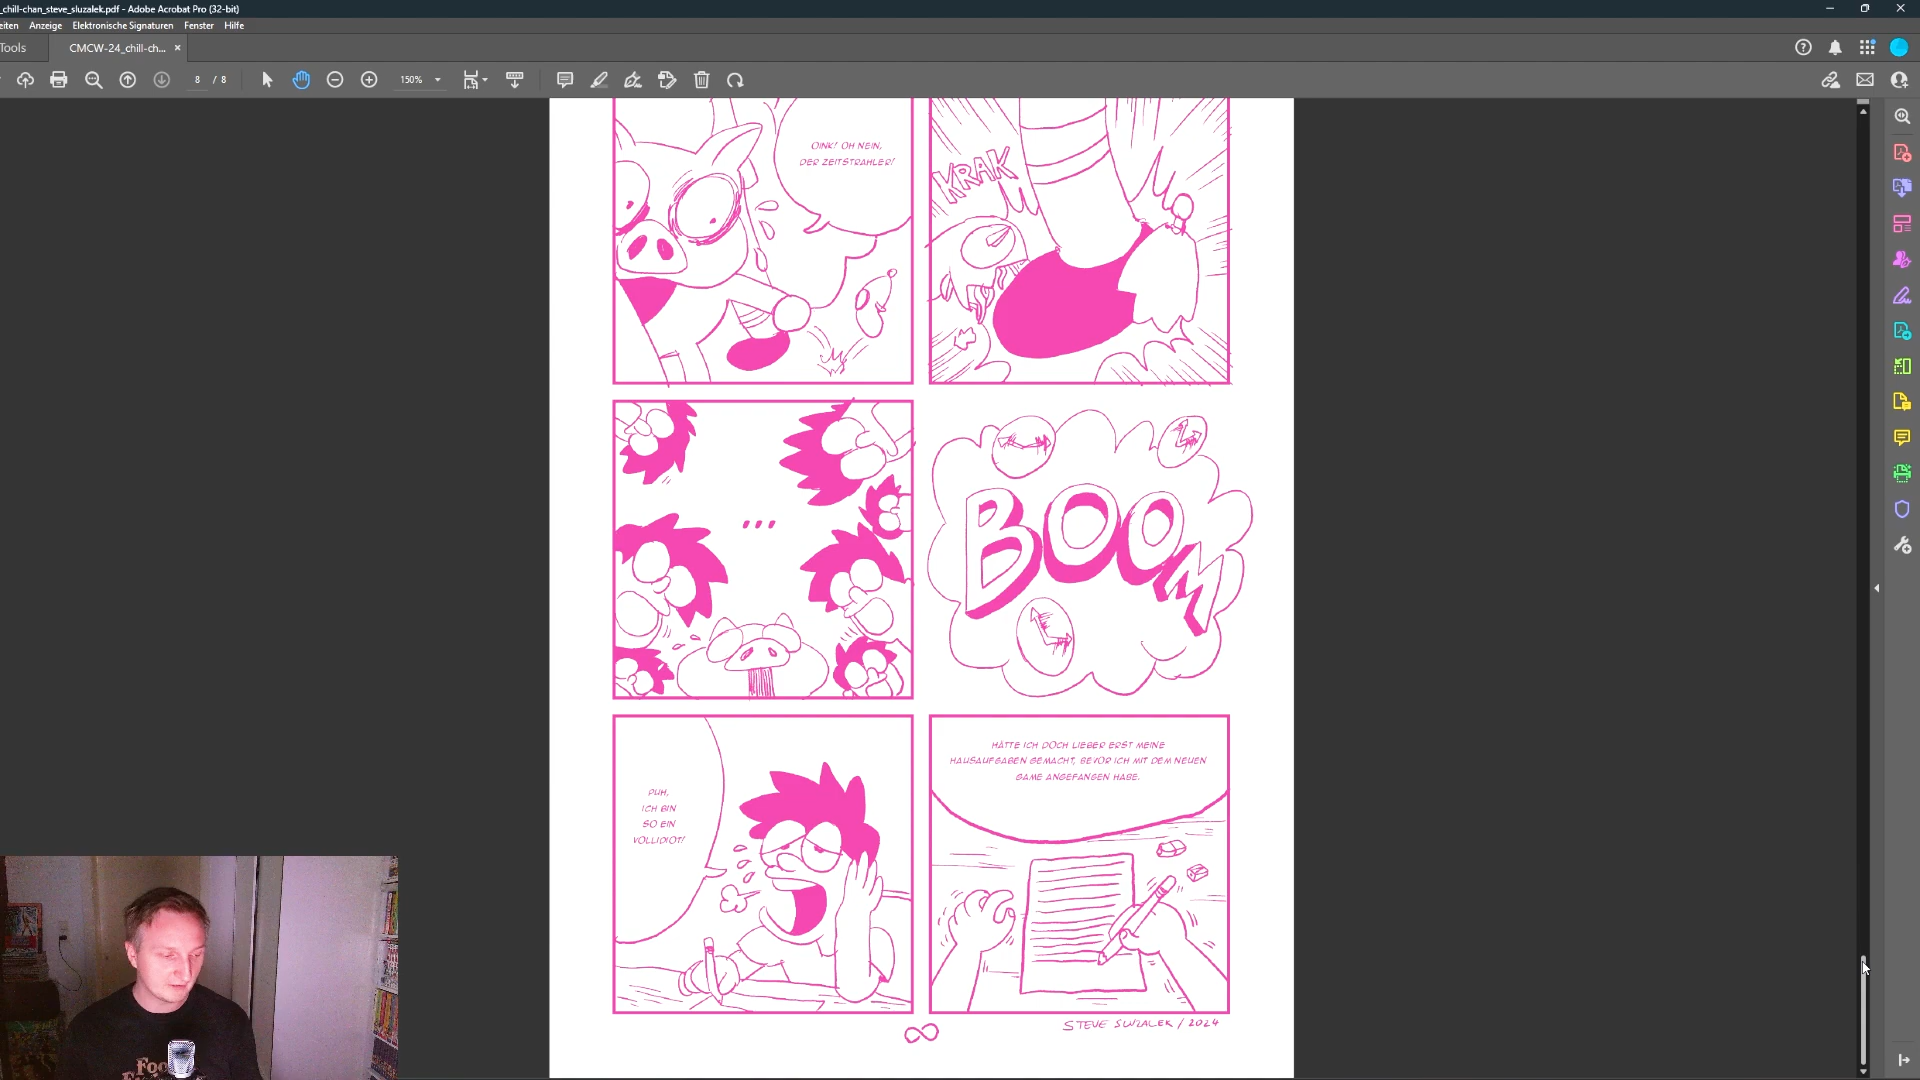 _chill-chan_steve_sluzalek.pdf - Adobe Acrobat Pro (32-bit)
eiten Anzeige Elektronische Signaturen Fenster Hilfe
Tools CMCW-24_chill-ch... ×
8 / 8 150%
OINK! OH NEIN,
DER ZEITSTRAHLER!
KRAK
...
BOOM
PUH,
ICH BIN
SO EIN
VOLLIDIOT!
HÄTTE ICH DOCH LIEBER ERST MEINE
HAUSAUFGABEN GEMACHT, BEVOR ICH MIT DEM NEUEN
GAME ANGEFANGEN HABE.
STEVE SLUZALEK / 2024